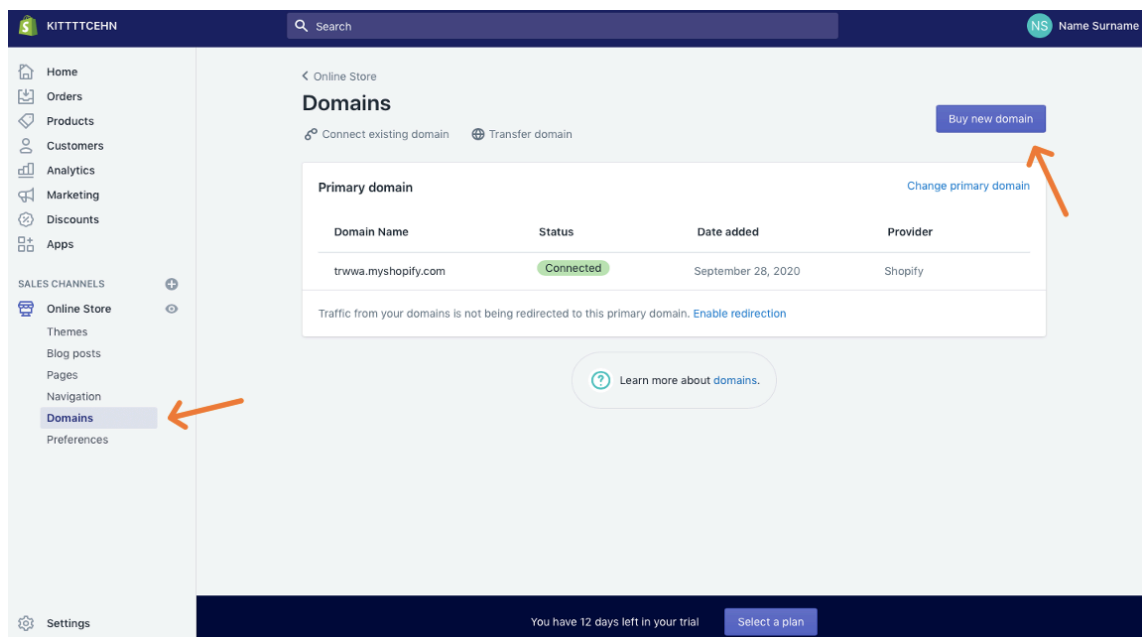 KITTTTCEHN
Search
NS Name Surname
Home
Orders
Products
Customers
Analytics
Marketing
Discounts
Apps
SALES CHANNELS
Online Store
Themes
Blog posts
Pages
Navigation
Domains
Preferences
Settings
Online Store
Domains
Connect existing domain Transfer domain
Buy new domain
Primary domain
Change primary domain
Domain Name Status Date added Provider
trwwa.myshopify.com Connected September 28, 2020 Shopify
Traffic from your domains is not being redirected to this primary domain. Enable redirection
? Learn more about domains.
You have 12 days left in your trial Select a plan